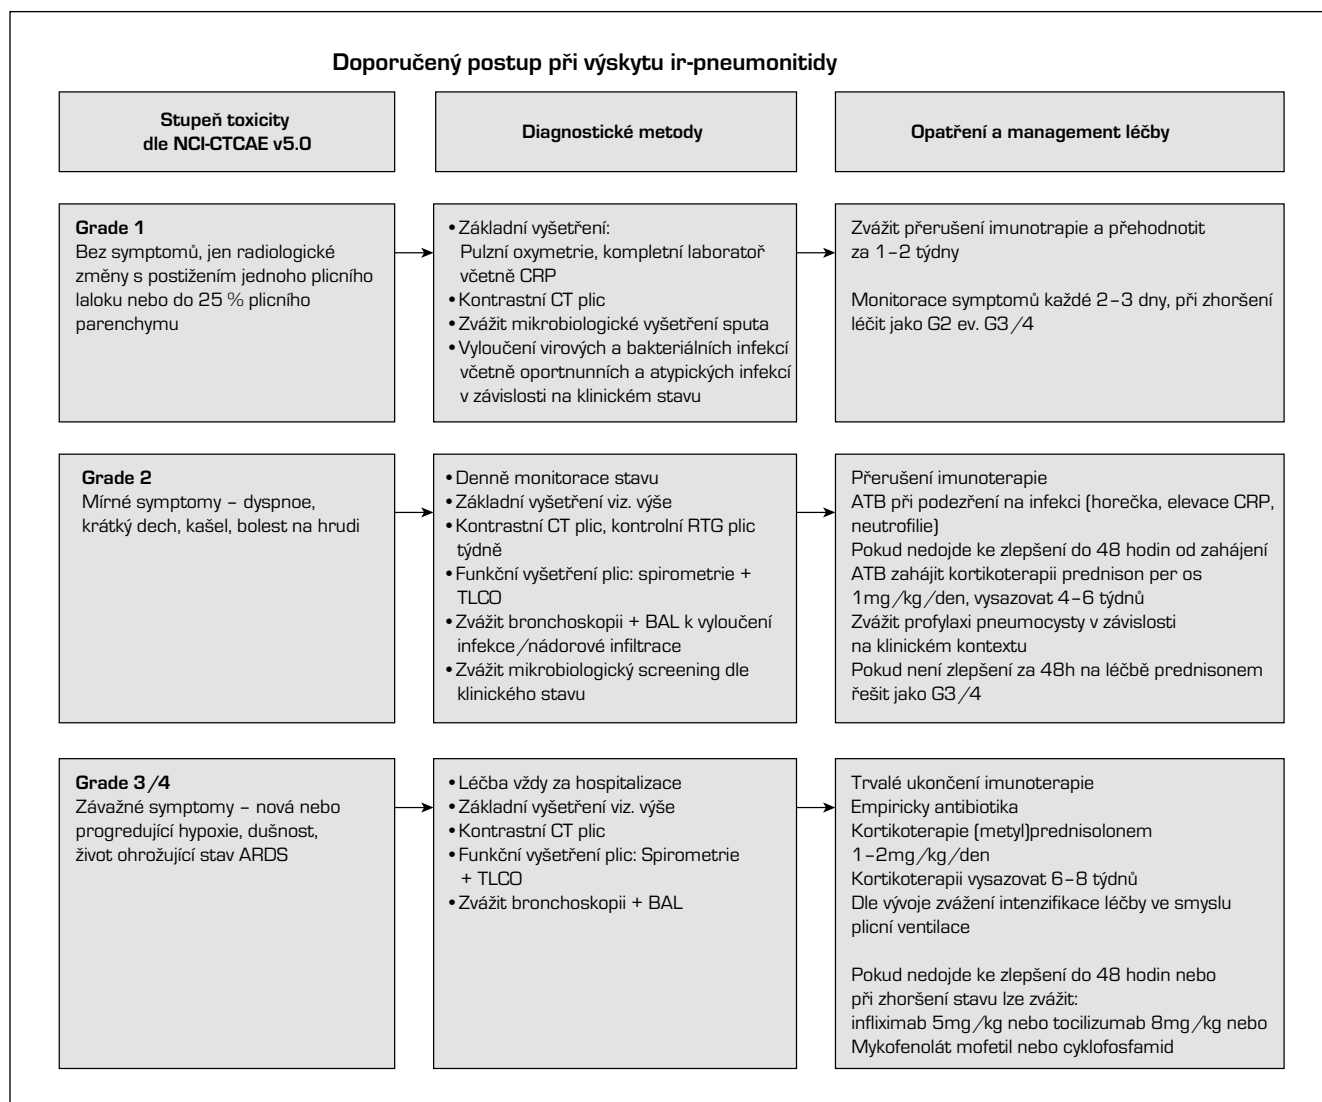 Doporučený postup při výskytu ir-pneumonitidy
Stupeň toxicity
dle NCI-CTCAE v5.0
Diagnostické metody
Opatření a management léčby
Grade 1
Bez symptomů, jen radiologické
změny s postižením jednoho plicního
laloku nebo do 25 % plicního
parenchymu
• Základní vyšetření:
Pulzní oxymetrie, kompletní laboratoř
včetně CRP
• Kontrastní CT plic
• Zvážit mikrobiologické vyšetření sputa
• Vyloučení virových a bakteriálních infekcí
včetně oportnunních a atypických infekcí
v závislosti na klinickém stavu
Zvážit přerušení imunotrapie a přehodnotit
za 1–2 týdny
Monitorace symptomů každé 2–3 dny, při zhoršení
léčit jako G2 ev. G3/4
Grade 2
Mírné symptomy – dyspnoe,
krátký dech, kašel, bolest na hrudi
• Denně monitorace stavu
• Základní vyšetření viz. výše
• Kontrastní CT plic, kontrolní RTG plic
týdně
• Funkční vyšetření plic: spirometrie +
TLCO
• Zvážit bronchoskopii + BAL k vyloučení
infekce/nádorové infiltrace
• Zvážit mikrobiologický screening dle
klinického stavu
Přerušení imunoterapie
ATB při podezření na infekci (horečka, elevace CRP,
neutrofilie)
Pokud nedojde ke zlepšení do 48 hodin od zahájení
ATB zahájit kortikoterapii prednison per os
1mg/kg/den, vysazovat 4–6 týdnů
Zvážit profylaxi pneumocysty v závislosti
na klinickém kontextu
Pokud není zlepšení za 48h na léčbě prednisonem
řešit jako G3/4
Grade 3/4
Závažné symptomy – nová nebo
progredující hypoxie, dušnost,
život ohrožující stav ARDS
• Léčba vždy za hospitalizace
• Základní vyšetření viz. výše
• Kontrastní CT plic
• Funkční vyšetření plic: Spirometrie
+ TLCO
• Zvážit bronchoskopii + BAL
Trvalé ukončení imunoterapie
Empiricky antibiotika
Kortikoterapie (metyl)prednisolonem
1–2mg/kg/den
Kortikoterapii vysazovat 6–8 týdnů
Dle vývoje zvážení intenzifikace léčby ve smyslu
plicní ventilace
Pokud nedojde ke zlepšení do 48 hodin nebo
při zhoršení stavu lze zvážit:
infliximab 5mg/kg nebo tocilizumab 8mg/kg nebo
Mykofenolát mofetil nebo cyklofosfamid